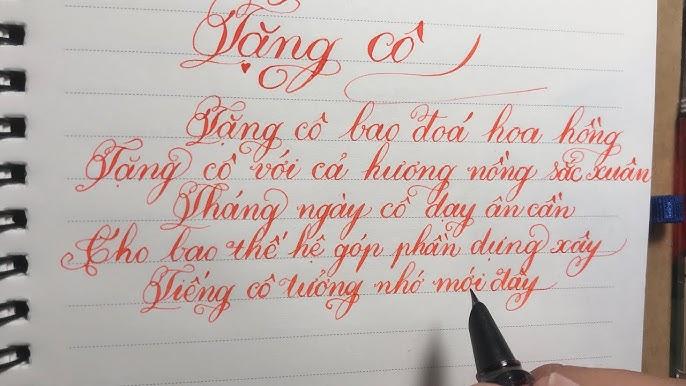 Tặng cô
Tặng cô bao đoá hoa hồng
Tặng cô với cả hương nồng sắc xuân
Tháng ngày cô dạy ân cần
Cho bao thế hệ góp phần dựng xây
Tiếng cô tưởng nhớ mới đây